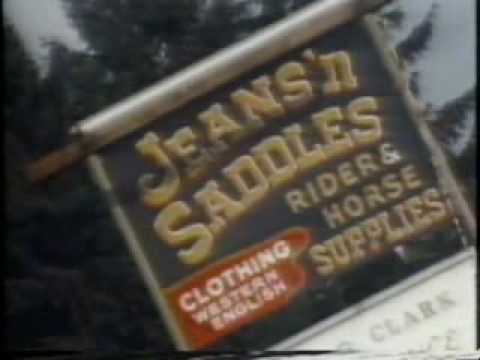 JEANS'n
SADDLES
RIDER &
HORSE
SUPPLIES
CLOTHING
WESTERN
ENGLISH
CLARK